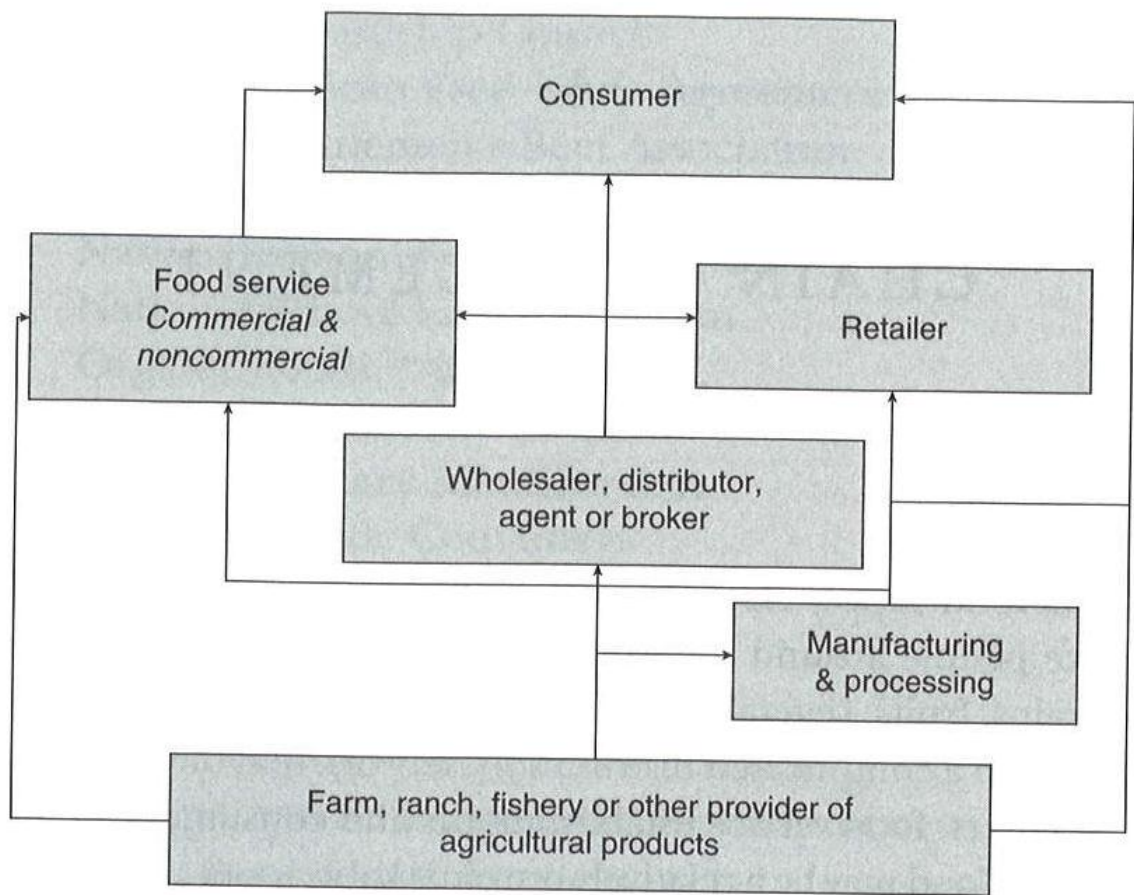 Consumer
Food service
Commercial &
noncommercial
Retailer
Wholesaler, distributor,
agent or broker
Manufacturing
& processing
Farm, ranch, fishery or other provider of
agricultural products